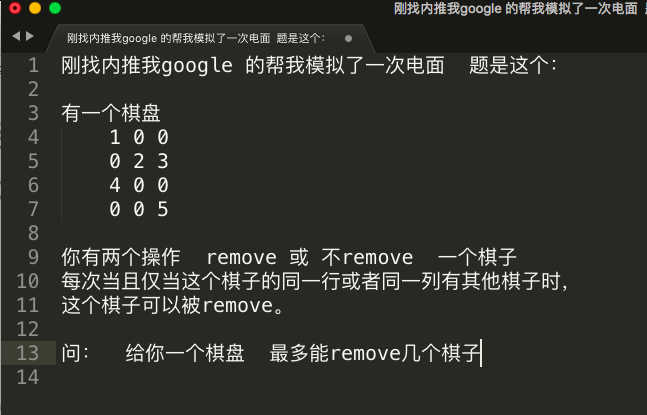 刚找内推我google 的帮我模拟了一次电面 题是这个：
刚找内推我google 的帮我模拟了一次电面 题是这个：
1 刚找内推我google 的帮我模拟了一次电面 题是这个：
2
3 有一个棋盘
4 1 0 0
5 0 2 3
6 4 0 0
7 0 0 5
8
9 你有两个操作 remove 或 不remove 一个棋子
10 每次当且仅当这个棋子的同一行或者同一列有其他棋子时，
11 这个棋子可以被remove。
12
13 问： 给你一个棋盘 最多能remove几个棋子
14